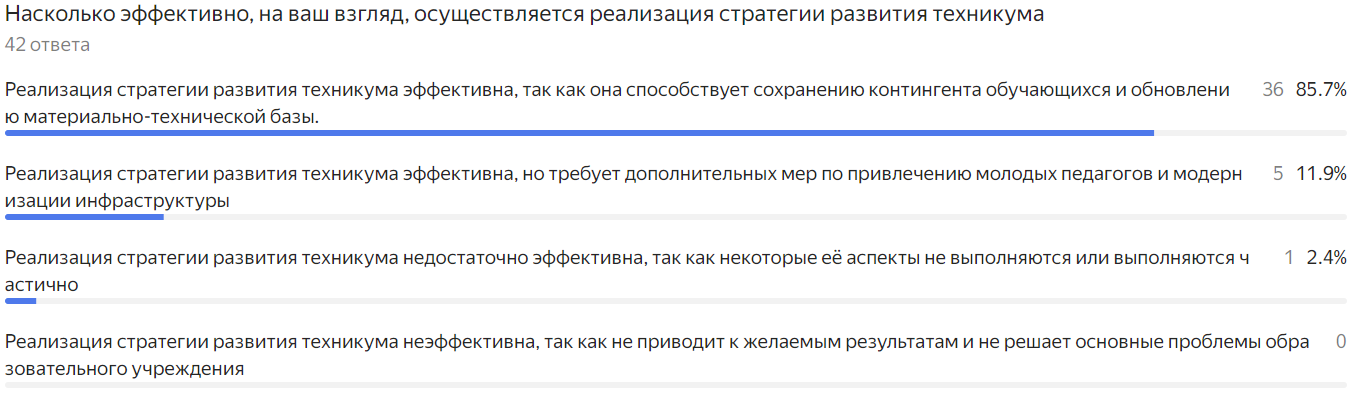 Насколько эффективно, на ваш взгляд, осуществляется реализация стратегии развития техникума
42 ответа
Реализация стратегии развития техникума эффективна, так как она способствует сохранению контингента обучающихся и обновлени 36 85.7%
ю материально-технической базы.
Реализация стратегии развития техникума эффективна, но требует дополнительных мер по привлечению молодых педагогов и модерн 5 11.9%
изации инфраструктуры
Реализация стратегии развития техникума недостаточно эффективна, так как некоторые её аспекты не выполняются или выполняются ч 1 2.4%
астично
Реализация стратегии развития техникума неэффективна, так как не приводит к желаемым результатам и не решает основные проблемы обра 0
зовательного учреждения